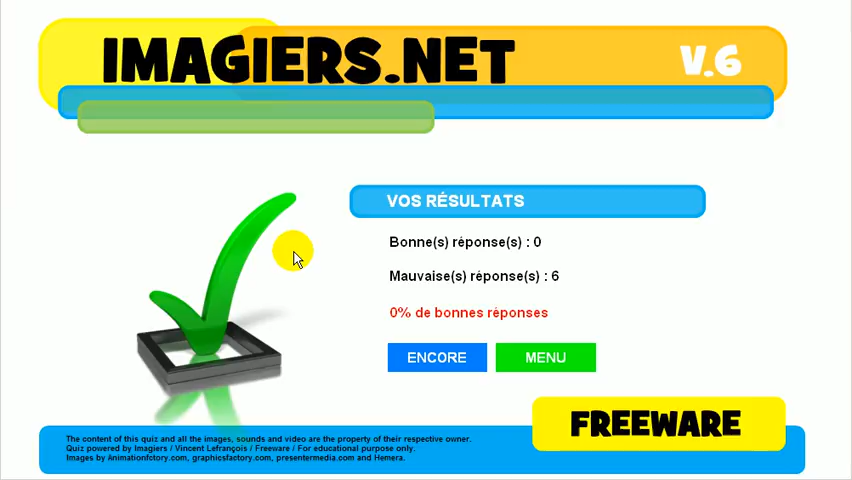 IMAGIERS.NET
V.6
VOS RÉSULTATS
Bonne(s) réponse(s) : 0
Mauvaise(s) réponse(s) : 6
0% de bonnes réponses
ENCORE
MENU
FREEWARE
The content of this quiz and all the images, sounds and video are the property of their respective owner.
Quiz powered by Imagiers / Vincent Lefrançois / Freeware / For educational purpose only.
Images by Animationfctory.com, graphicsfactory.com, presentermedia.com and Hemera.